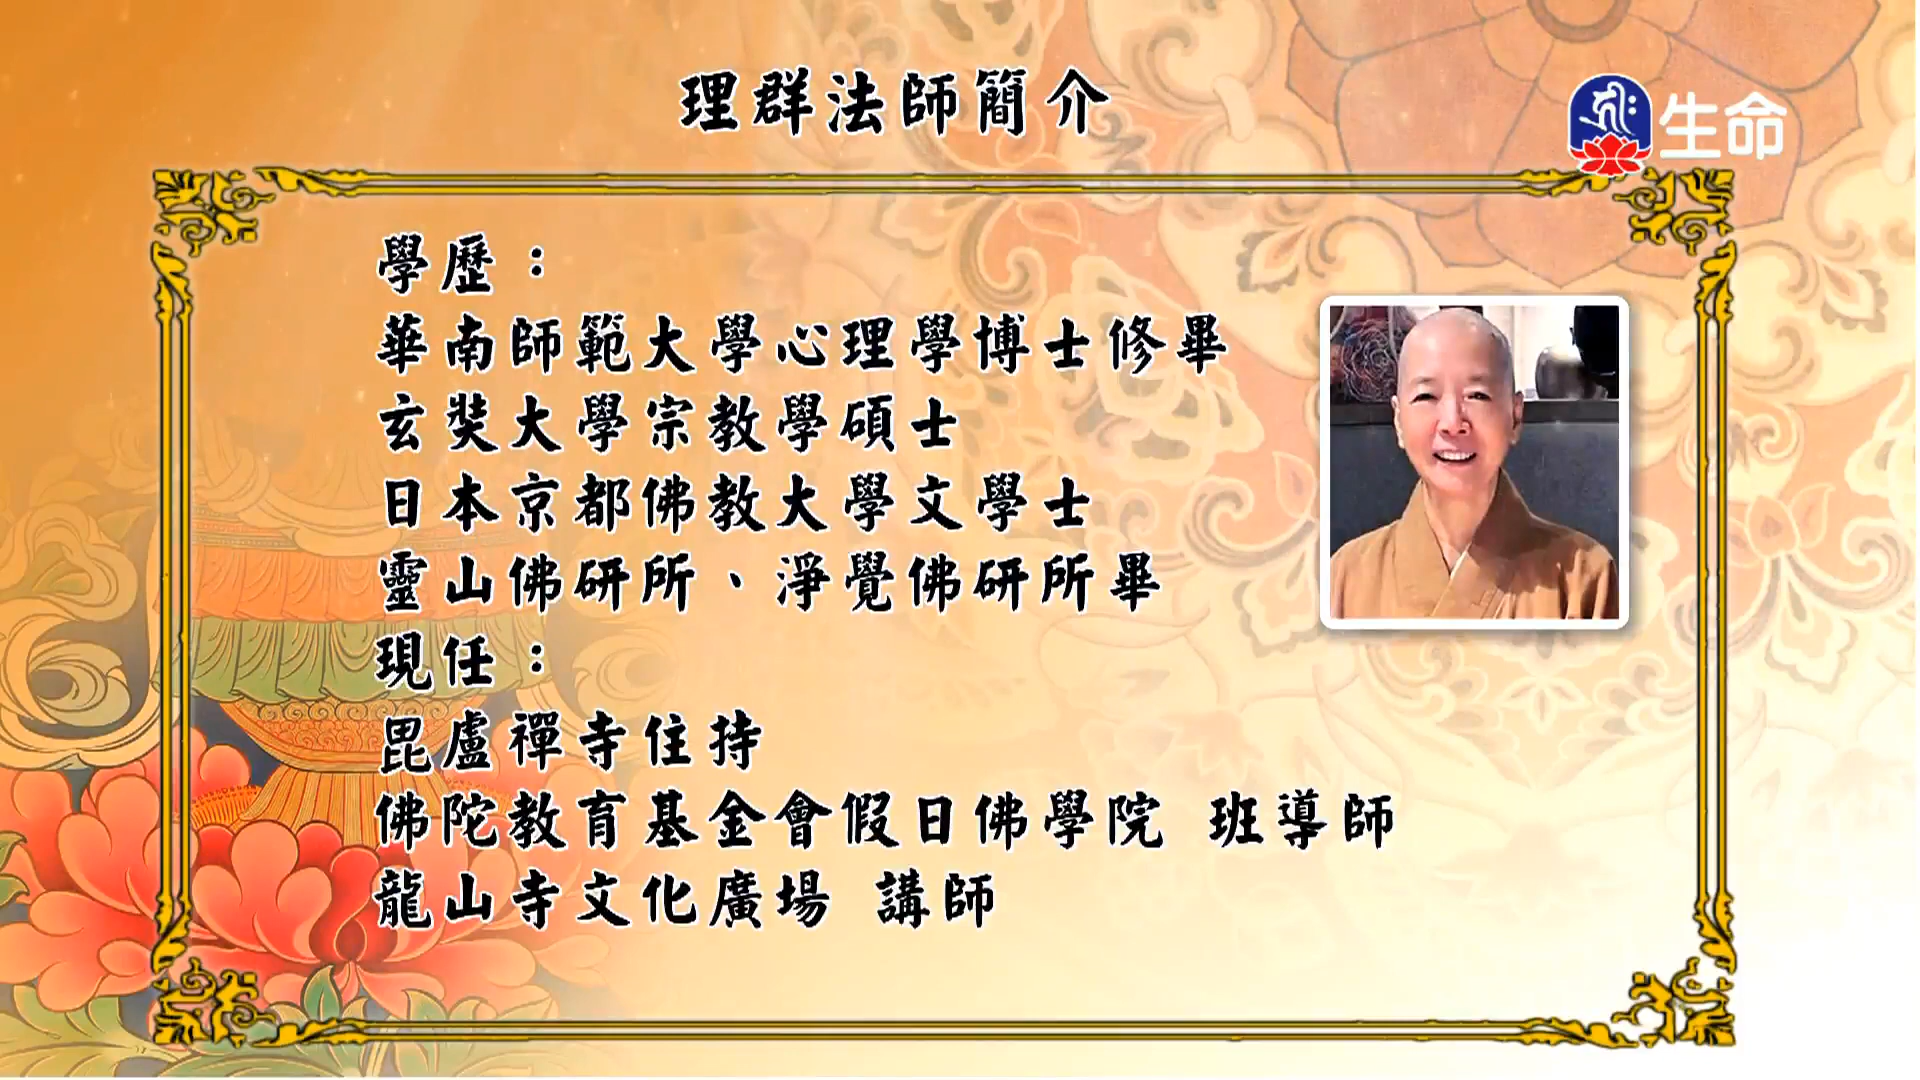 理群法師簡介
生命
學歷：
華南師範大學心理學博士修畢
玄奘大學宗教學碩士
日本京都佛教大學文學士
靈山佛研所、淨覺佛研所畢
現任：
毘盧禪寺住持
佛陀教育基金會假日佛學院 班導師
龍山寺文化廣場 講師